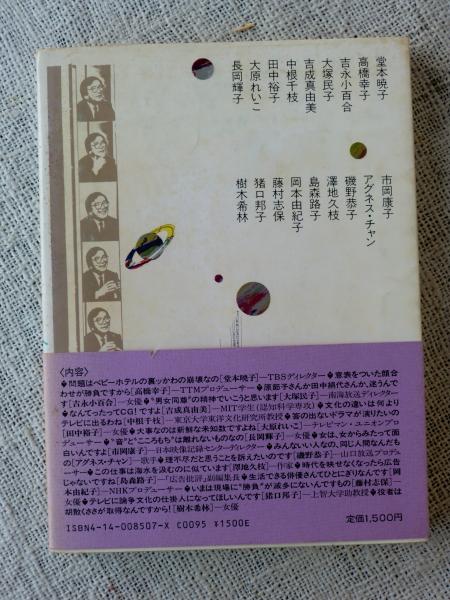 堂本暁子
高橋幸子
吉永小百合
大塚民子
吉成真由美
中根千枝
田中裕子
大原れいこ
長岡輝子
市岡康子
アグネス・チャン
磯野恭子
澤地久枝
島森路子
岡本由紀子
藤村志保
猪口邦子
樹木希林
〈内容〉
問題はベビーホテルの裏ッかわの崩壊なの[堂本暁子]―TBSディレクター 意表をついた顔合
わせが勝負ですから[高橋幸子]―TTMプロデューサー 原節子さんか田中絹代さんか、迷うんで
す[吉永小百合]―女優 "男女同憲"の精神でいこうと思います[大塚民子]―南海放送ディレクター
なんてったってCG!ですよ[吉成真由美]―MIT学生(認知科学専攻) 文化の違いは何より
テレビに出るわね[中根千枝]―東京大学東洋文化研究所教授 答の出ないドラマが演りたいの
[田中裕子]―女優 大事なのは新鮮な未知数ですよね[大原れいこ]―テレビマン・ユニオンプロ
デューサー "音"と"こころもち"は離れないものなの[長岡輝子]―女優 女は、女からみたって面
白いんですよ[市岡康子]―日本映像記録センターディレクター みんないい人なの、同じ人間なんだも
の[アグネス・チャン]―歌手 理不尽だと思うことを訴えたいのです[磯野恭子]―山口放送プロデュ
ーサー この仕事は海水を汲むのに似ています[澤地久枝]―作家 時代を映せなくなったら広告
じゃないですね[島森路子]―『広告批評』副編集長 生活できる俳優さんてひとにぎりなんです[岡
本由紀子]―NHKプロデューサー いまは現場に"勝負"が減多にないんですもの[藤村志保]―
女優 テレビに論争文化の仕掛人になってほしいんです[猪口邦子]―上智大学助教授 役者は
胡散くささが取得なんですから![樹木希林]―女優
ISBN4-14-008507-X C0095 ¥1500E
定価1,500円